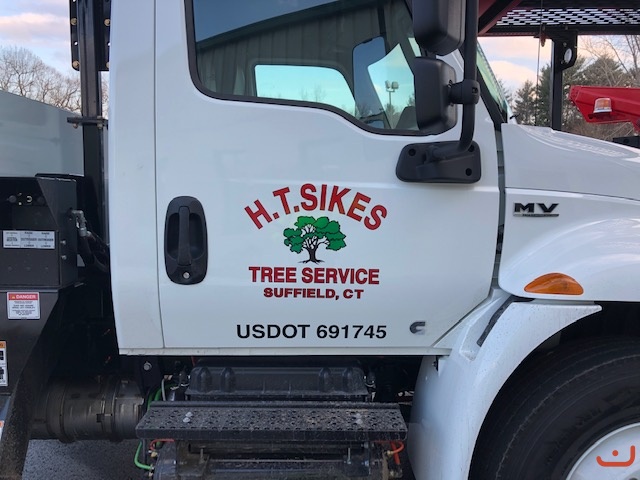 H.T. SIKES
TREE SERVICE
SUFFIELD, CT
USDOT 691745
MV
DANGER